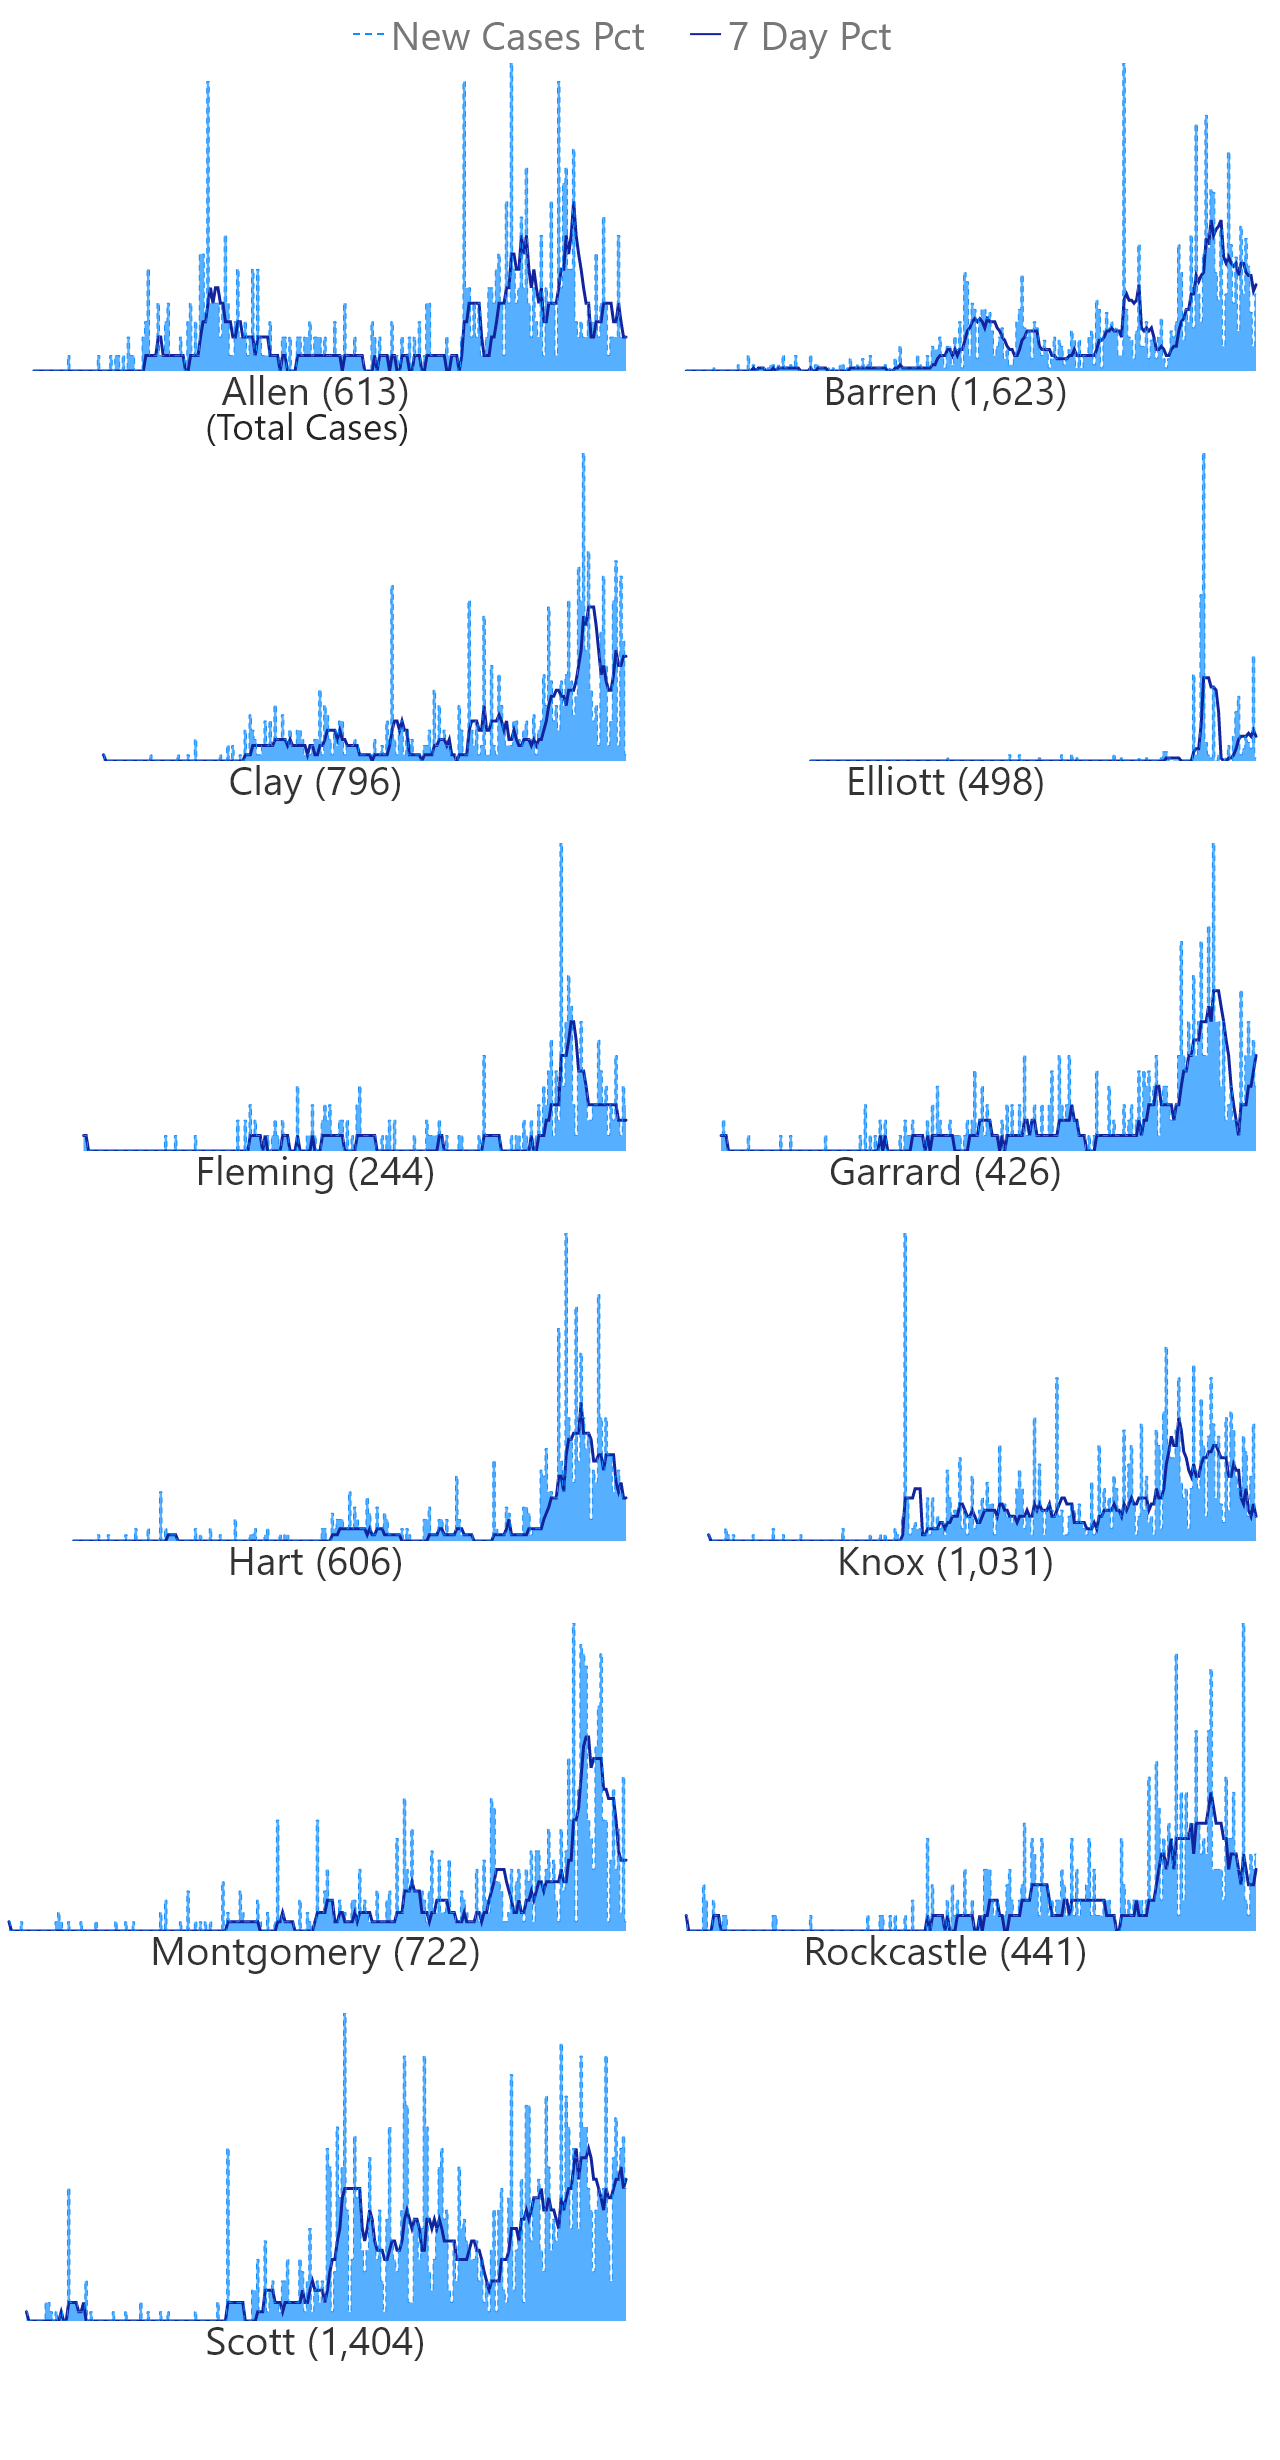 New Cases Pct 7 Day Pct
Allen (613) Barren (1,623)
(Total Cases)
Clay (796) Elliott (498)
Fleming (244) Garrard (426)
Hart (606) Knox (1,031)
Montgomery (722) Rockcastle (441)
Scott (1,404)